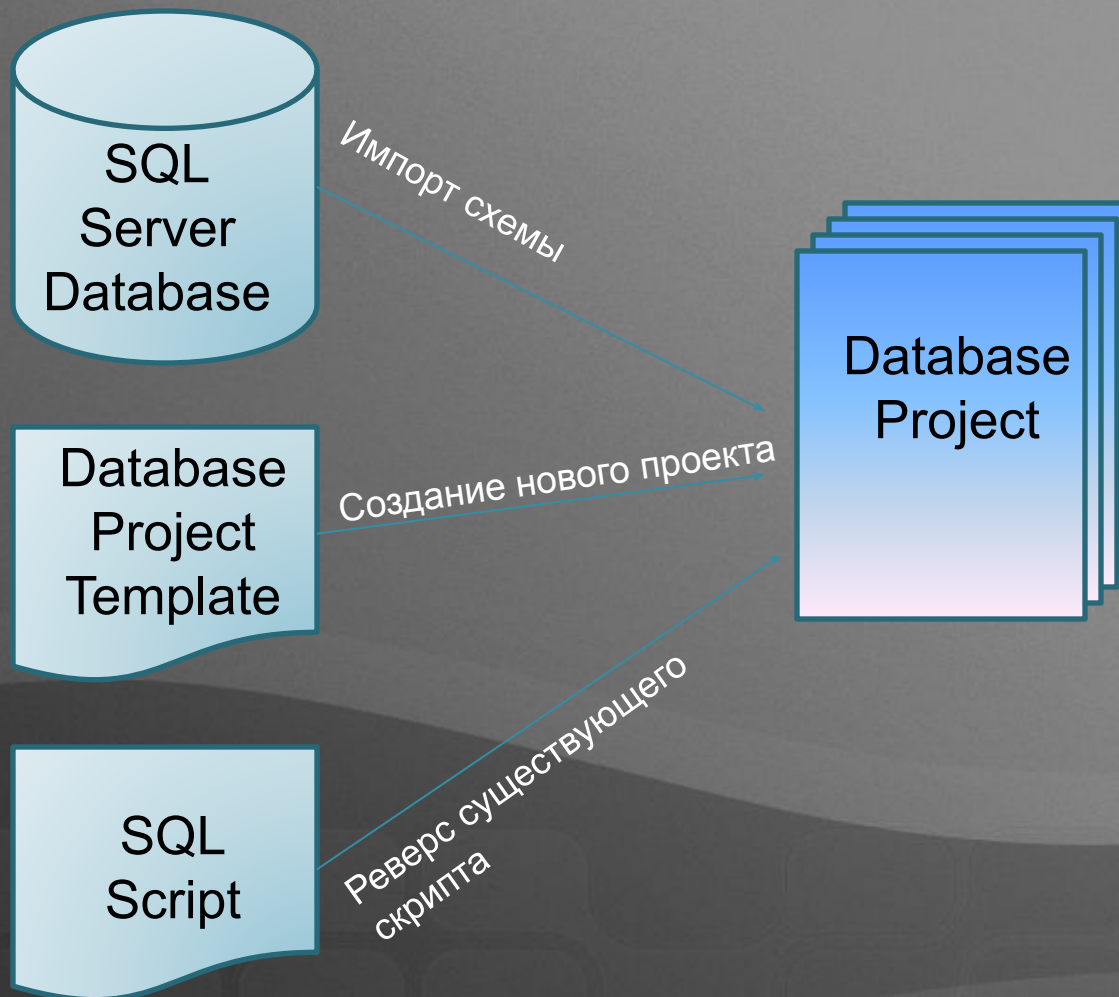 SQL
Server
Database
Импорт схемы
Database
Project
Template
Создание нового проекта
SQL
Script
Реверс существующего
скрипта
Database
Project